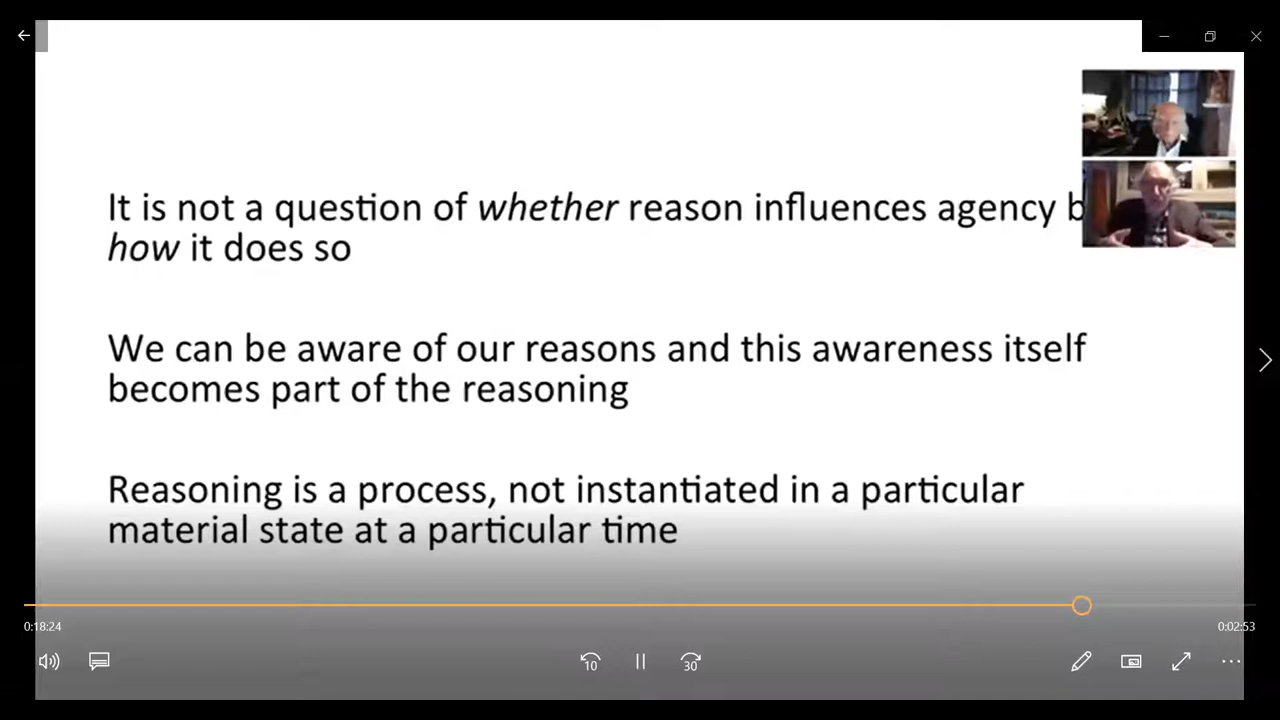 It is not a question of whether reason influences agency b
how it does so
We can be aware of our reasons and this awareness itself
becomes part of the reasoning
Reasoning is a process, not instantiated in a particular
material state at a particular time
0:18:24
0:02:53
10
30